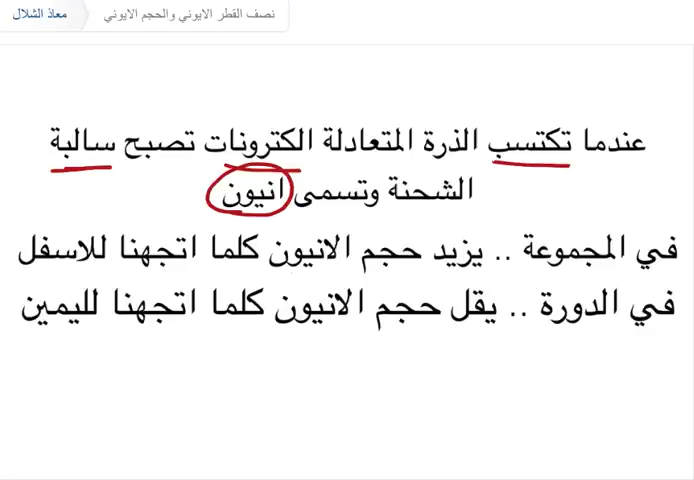 نصف القطر الايوني والحجم الايوني
معاذ الشلال
عندما تكتسب الذرة المتعادلة الكترونات تصبح سالبة
الشحنة وتسمى انيون
في المجموعة .. يزيد حجم الانيون كلما اتجهنا للاسفل
في الدورة .. يقل حجم الانيون كلما اتجهنا لليمين